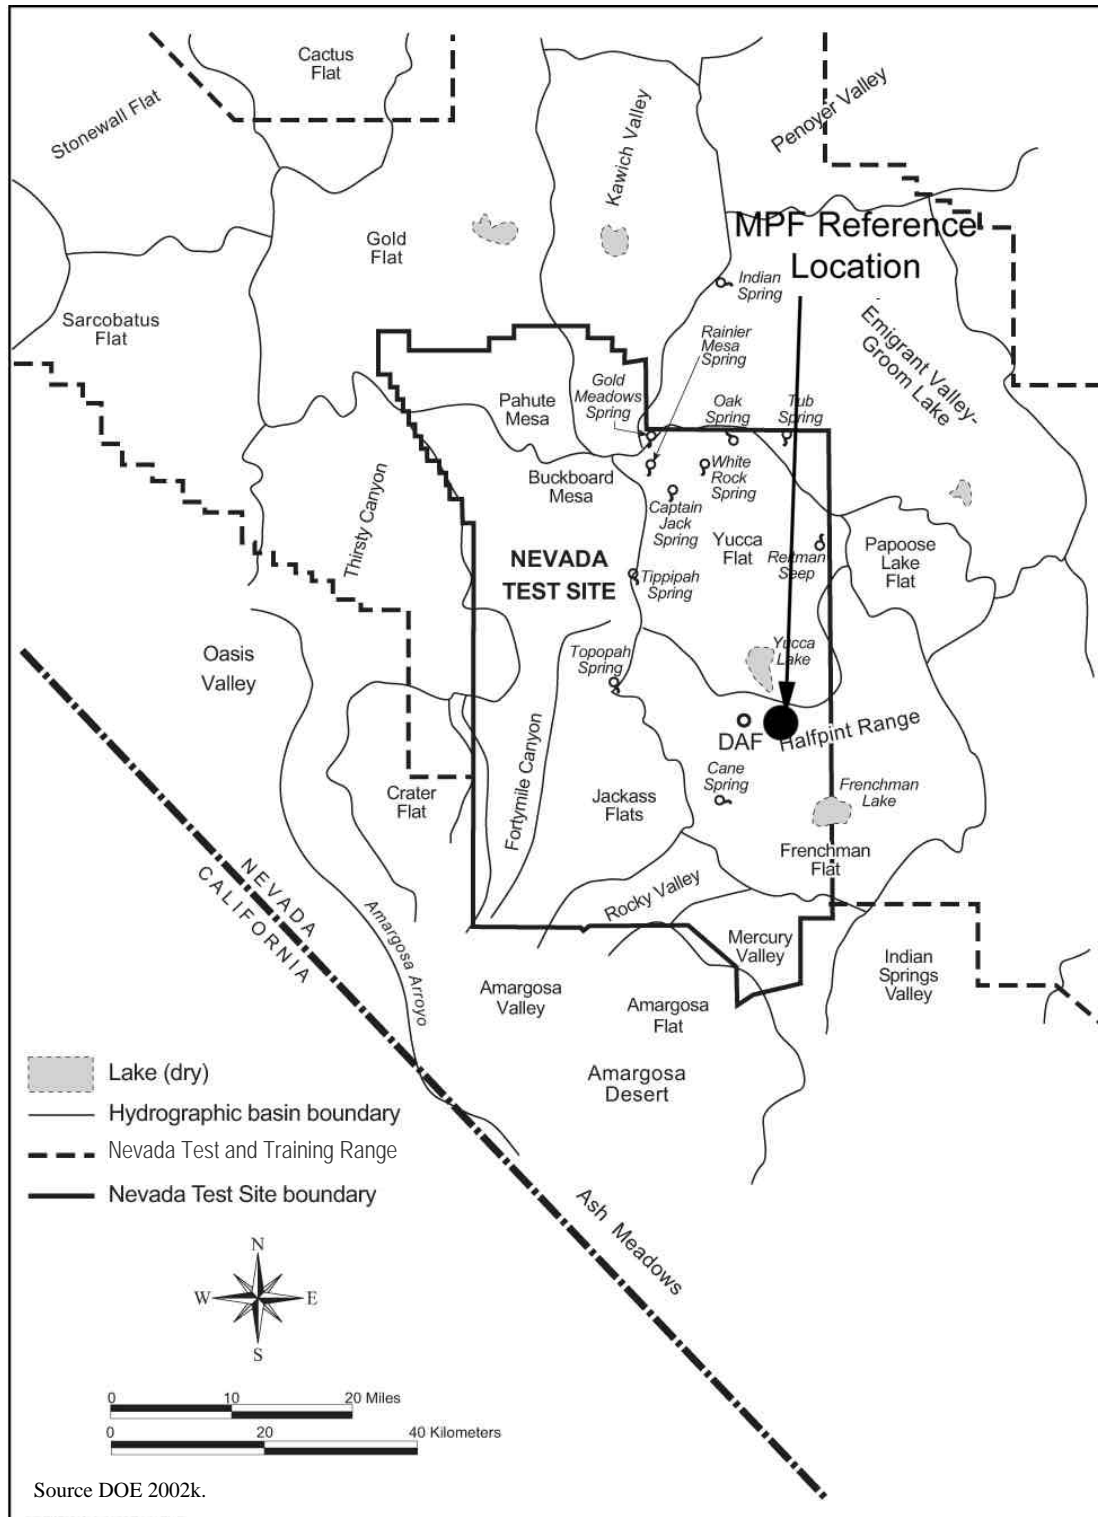 Cactus
Flat
Stonewall Flat
Kawich Valley
Penoyer Valley
Gold
Flat
MPF Reference
Location
Indian
Spring
Sarcobatus
Flat
Rainier
Mesa
Spring
Emigrant Valley-
Groom Lake
Gold
Meadows
Spring
Pahute
Mesa
Oak
Spring
Tub
Spring
Buckboard
Mesa
White
Rock
Spring
Captain
Jack
Spring
Thirsty Canyon
Yucca
Flat
Reitman
Seep
Papoose
Lake
Flat
NEVADA
TEST SITE
Tippipah
Spring
Oasis
Valley
Topopah
Spring
Yucca
Lake
DAF
Halfpint Range
Fortymile Canyon
Cane
Spring
Crater
Flat
Jackass
Flats
Frenchman
Lake
Frenchman
Flat
NEVADA
CALIFORNIA
Rocky Valley
Amargosa Arroyo
Mercury
Valley
Indian
Springs
Valley
Amargosa
Valley
Amargosa
Flat
Amargosa
Desert
Lake (dry)
Hydrographic basin boundary
Nevada Test and Training Range
Nevada Test Site boundary
Ash Meadows
N
W E
S
0 10 20 Miles
0 20 40 Kilometers
Source DOE 2002k.